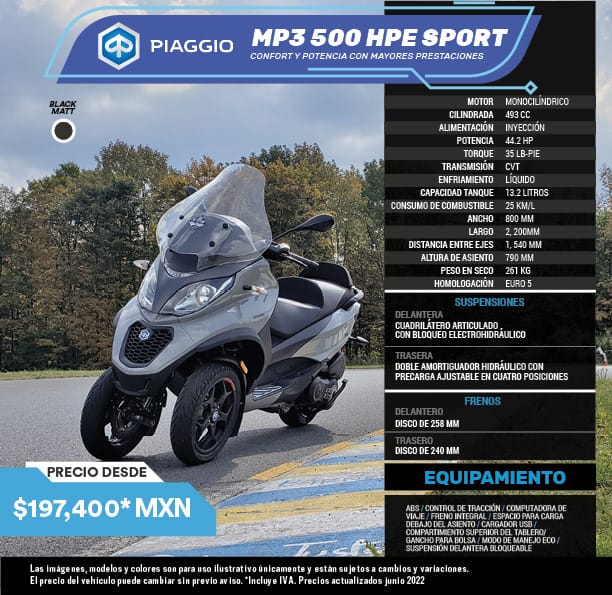 PIAGGIO
MP3 500 HPE SPORT
CONFORT Y POTENCIA CON MAYORES PRESTACIONES
BLACK
MATT
MOTOR MONOCILÍNDRICO
CILINDRADA 493 CC
ALIMENTACIÓN INYECCIÓN
POTENCIA 44.2 HP
TORQUE 35 LB-PIE
TRANSMISIÓN CVT
ENFRIAMIENTO LÍQUIDO
CAPACIDAD TANQUE 13.2 LITROS
CONSUMO DE COMBUSTIBLE 25 KM/L
ANCHO 800 MM
LARGO 2, 200MM
DISTANCIA ENTRE EJES 1, 540 MM
ALTURA DE ASIENTO 790 MM
PESO EN SECO 261 KG
HOMOLOGACIÓN EURO 5
SUSPENSIONES
DELANTERA
CUADRILÁTERO ARTICULADO ,
CON BLOQUEO ELECTROHIDRÁULICO
TRASERA
DOBLE AMORTIGUADOR HIDRÁULICO CON
PRECARGA AJUSTABLE EN CUATRO POSICIONES
FRENOS
DELANTERO
DISCO DE 258 MM
TRASERO
DISCO DE 240 MM
EQUIPAMIENTO
ABS / CONTROL DE TRACCIÓN / COMPUTADORA DE
VIAJE / FRENO INTEGRAL / ESPACIO PARA CARGA
DEBAJO DEL ASIENTO / CARGADOR USB /
COMPARTIMIENTO SUPERIOR DEL TABLERO/
GANCHO PARA BOLSA / MODO DE MANEJO ECO /
SUSPENSIÓN DELANTERA BLOQUEABLE
PRECIO DESDE
$197,400* MXN
Las imágenes, modelos y colores son para uso ilustrativo únicamente y están sujetos a cambios y variaciones.
El precio del vehículo puede cambiar sin previo aviso. *Incluye IVA. Precios actualizados junio 2022